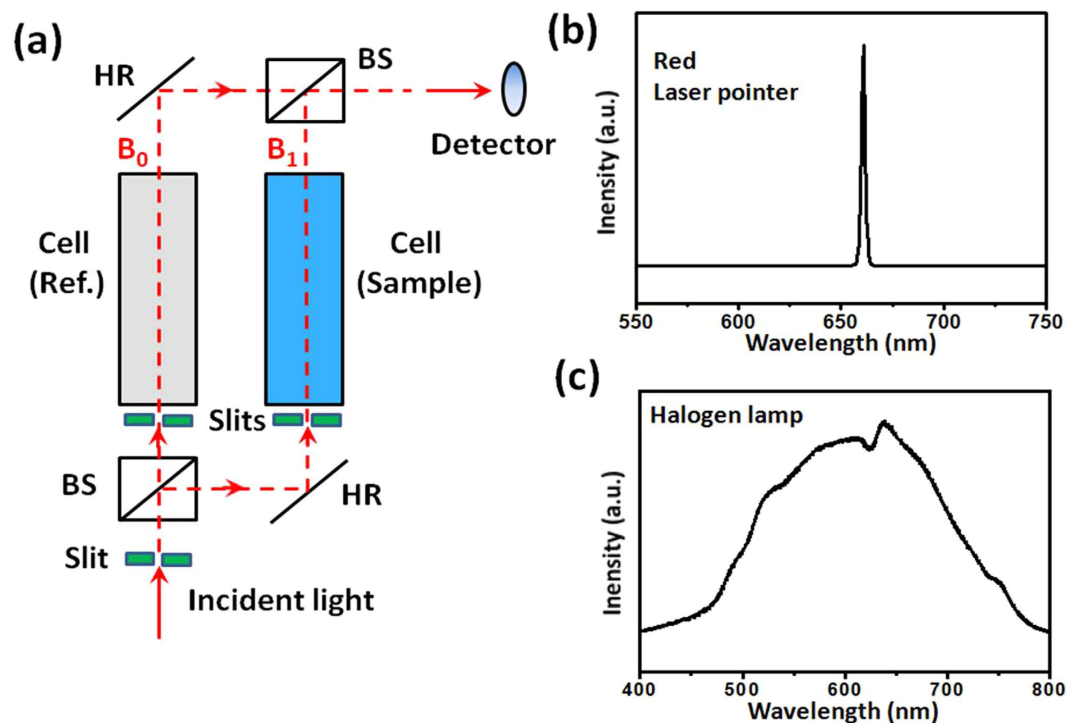 (a)
HR
BS
B0
B1
Detector
Cell
(Ref.)
Cell
(Sample)
Slits
BS
HR
Slit
Incident light
(b)
Red
Laser pointer
Inensity (a.u.)
550 600 650 700 750
Wavelength (nm)
(c)
Halogen lamp
Inensity (a.u.)
400 500 600 700 800
Wavelength (nm)